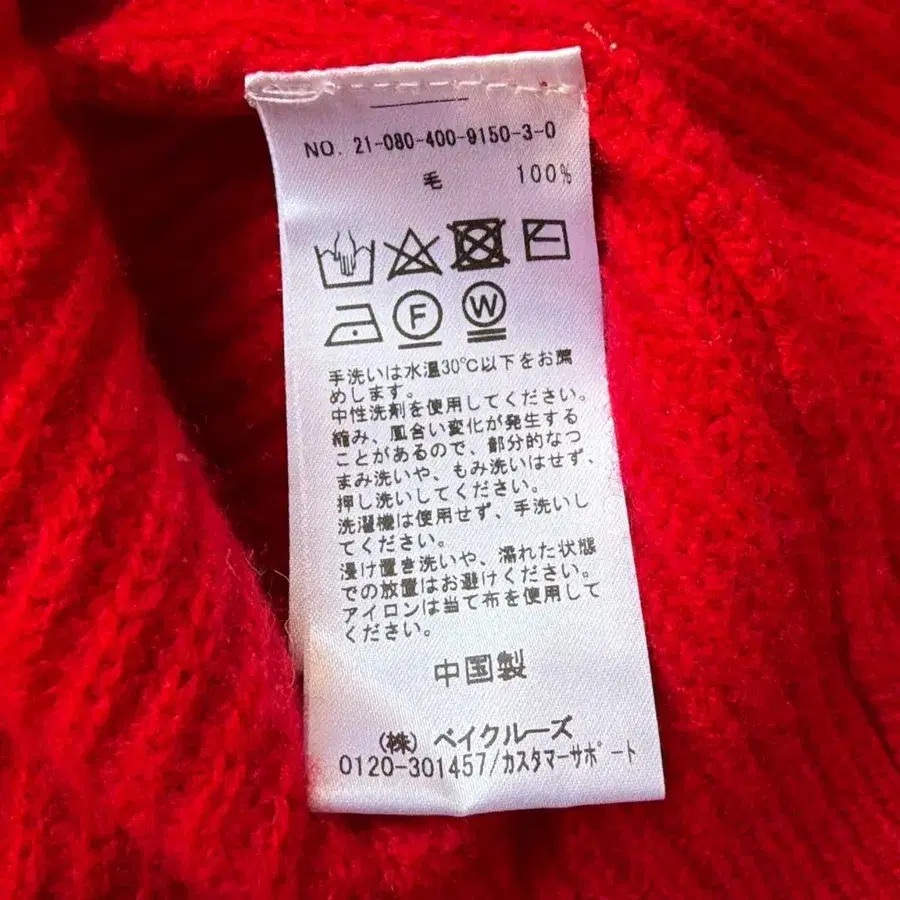 NO. 21-080-400-9150-3-0
毛 100%
F W
手洗いは水温30℃以下をお薦
めします。
中性洗剤を使用してください。
縮み、風合い変化が発生する
ことがあるので、部分的なつ
まみ洗いや、もみ洗いはせず、
押し洗いしてください。
洗濯機は使用せず、手洗いし
てください。
浸け置き洗いや、濡れた状態
での放置はお避けください。
アイロンは当て布を使用して
ください。
中国製
(株) ベイクルーズ
0120-301457/カスタマーサポート